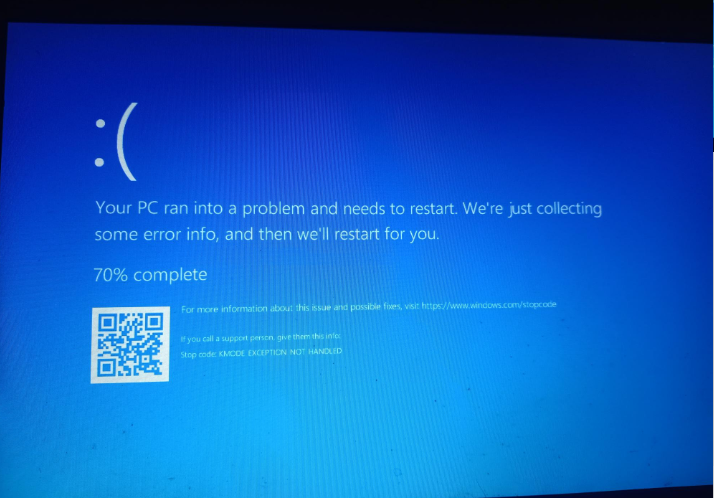 :(
Your PC ran into a problem and needs to restart. We're just collecting
some error info, and then we'll restart for you.
70% complete
For more information about this issue and possible fixes, visit https://www.windows.com/stopcode
If you call a support person, give them this info:
Stop code: KMODE EXCEPTION NOT HANDLED